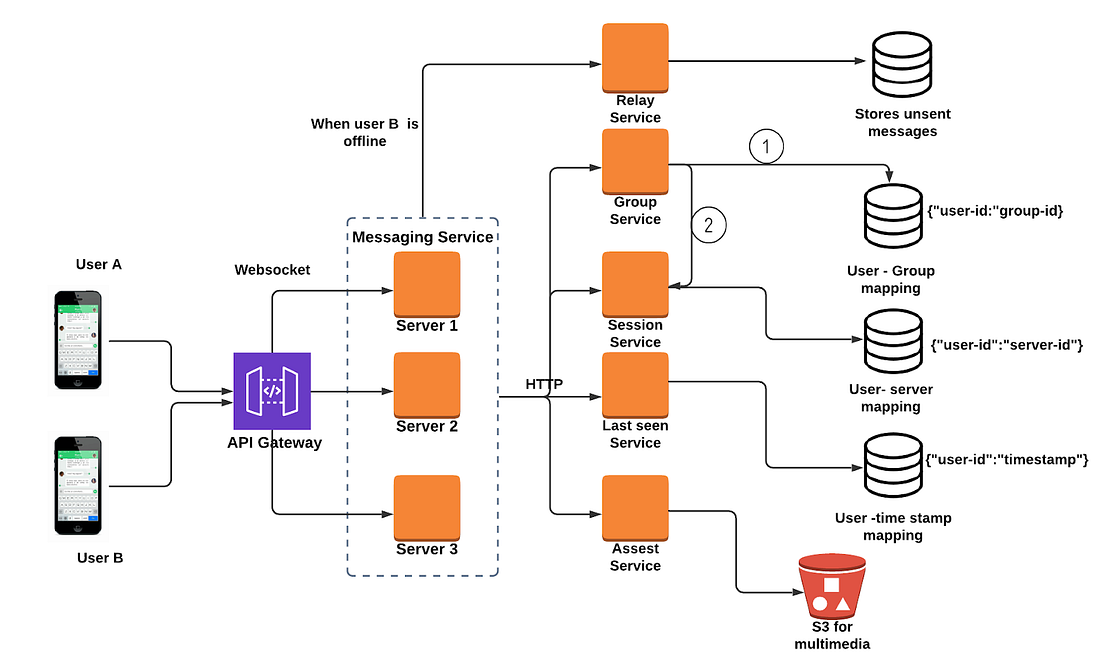 Relay
Service
Stores unsent
messages
When user B  is
offline
1
Group
Service
{"user-id:"group-id}
2
User - Group
mapping
Messaging Service
User A
Websocket
Server 1
Session
Service
{"user-id":"server-id"}
User- server
mapping
HTTP
API Gateway
Server 2
Last seen
Service
{"user-id":"timestamp"}
User -time stamp
mapping
User B
Server 3
Assest
Service
S3 for
multimedia